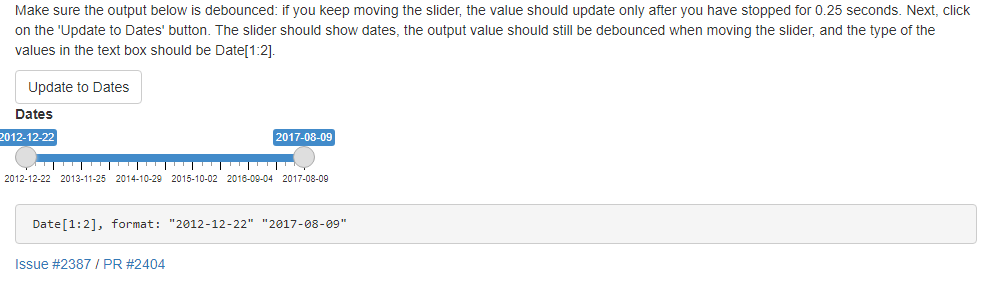 Make sure the output below is debounced: if you keep moving the slider, the value should update only after you have stopped for 0.25 seconds. Next, click
on the 'Update to Dates' button. The slider should show dates, the output value should still be debounced when moving the slider, and the type of the
values in the text box should be Date[1:2].
Update to Dates
Dates
2012-12-22 2017-08-09
2012-12-22 2013-11-25 2014-10-29 2015-10-02 2016-09-04 2017-08-09
Date[1:2], format: "2012-12-22" "2017-08-09"
Issue #2387 / PR #2404